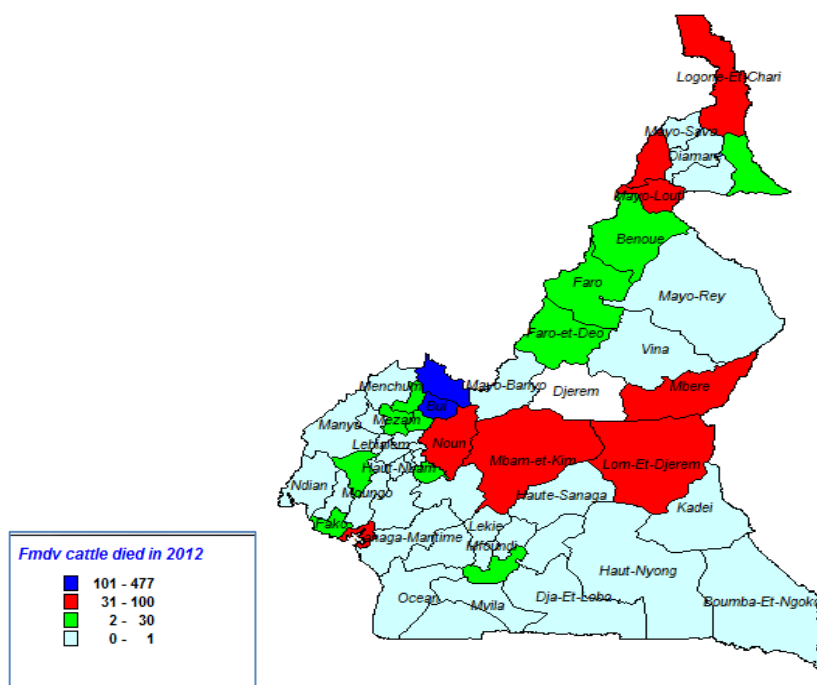 Logone-Et-Chari
Mayo-Sava
Diamare
Mayo-Louti
Benoue
Faro
Mayo-Rey
Faro-et-Deo
Vina
Mayo-Banyo
Mbere
Menchum
Djerem
Bui
Mezam
Manyu
Lebialem
Noun
Mbam-et-Kim
Lom-Et-Djerem
Haut-Nkam
Ndian
Moungo
Haute-Sanaga
Kadei
Fako
Lekie
Sanaga-Maritime
Mfoundi
Haut-Nyong
Boumba-Et-Ngoko
Ocean
Mvila
Dja-Et-Lobo
Fmdv cattle died in 2012
101 - 477
31 - 100
2 - 30
0 - 1